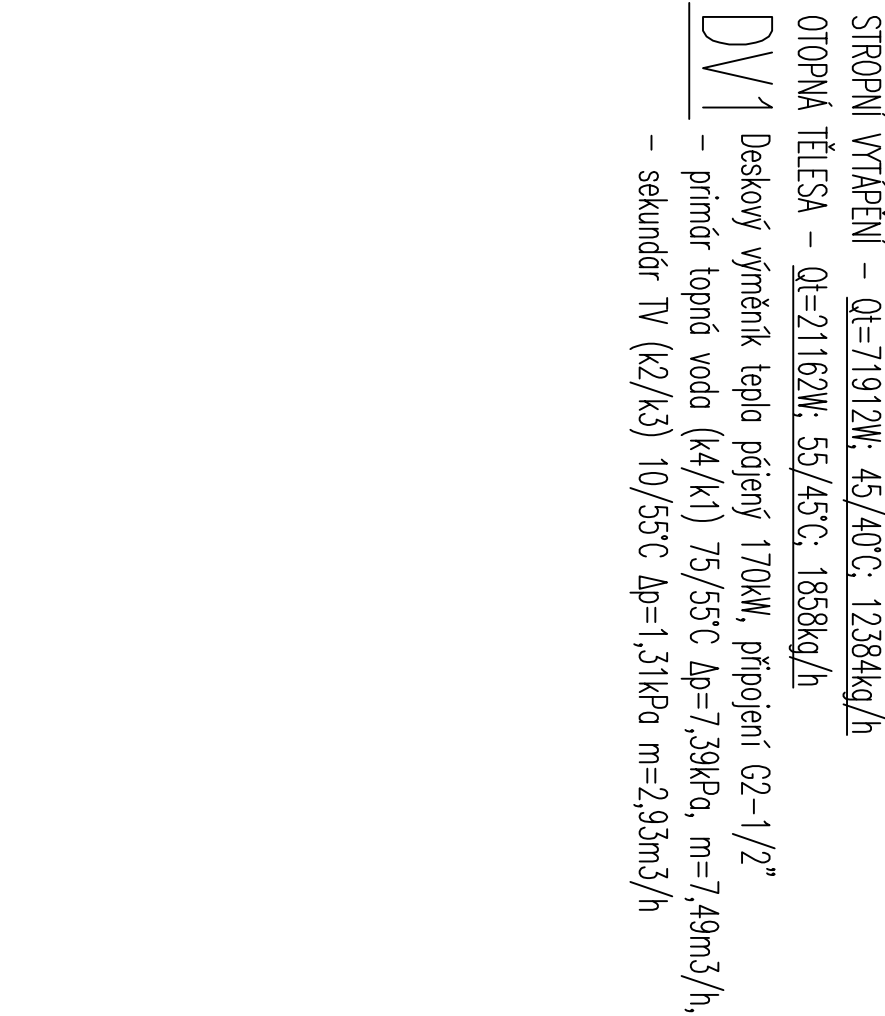 STROPNÍ VYTÁPĚNÍ - Qt=71912W; 45/40°C; 12384kg/h
OTOPNÁ TĚLESA - Qt=21162W; 55/45°C; 1858kg/h
DV1 Deskový výměník tepla pájený 170kW, připojení G2-1/2"
- primár topná voda (k4/k1) 75/55°C Δp=7,39kPa, m=7,49m3/h,
- sekundár TV (k2/k3) 10/55°C Δp=1,31kPa m=2,93m3/h